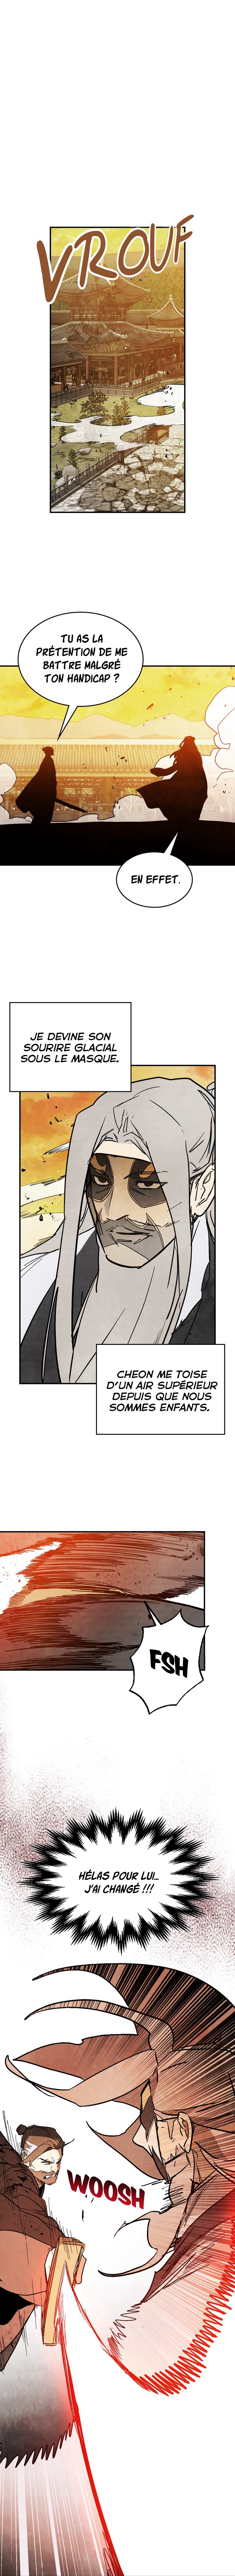 VROUF
TU AS LA
PRÉTENTION DE ME
BATTRE MALGRÉ
TON HANDICAP ?
EN EFFET.
JE DEVINE SON
SOURIRE GLACIAL
SOUS LE MASQUE.
CHEON ME TOISE
D'UN AIR SUPÉRIEUR
DEPUIS QUE NOUS
SOMMES ENFANTS.
FSH
HÉLAS POUR LUI...
J'AI CHANGÉ !!!
WOOSH